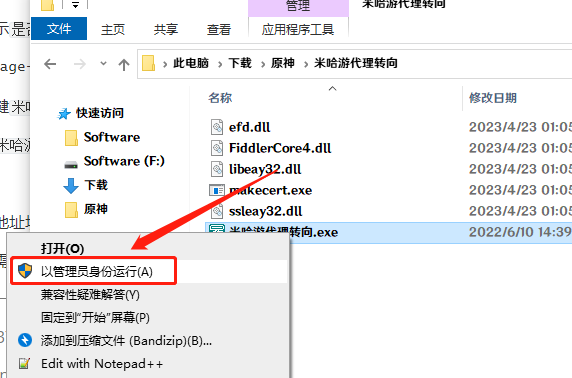 管理
米哈游代理转向
文件
主页
共享
查看
应用程序工具
此电脑 › 下载 › 原神 › 米哈游代理转向
名称
修改日期
快速访问
Software
Software (F:)
下载
原神
efd.dll
2023/4/23 01:05
FiddlerCore4.dll
2023/4/23 01:05
libeay32.dll
2023/4/23 01:05
makecert.exe
2023/4/23 01:05
ssleay32.dll
2023/4/23 01:05
米哈游代理转向.exe
2022/6/10 14:39
age-
建米
米哈游
地址
打开(O)
以管理员身份运行(A)
兼容性疑难解答(Y)
固定到“开始”屏幕(P)
添加到压缩文件 (Bandizip)(B)...
Edit with Notepad++